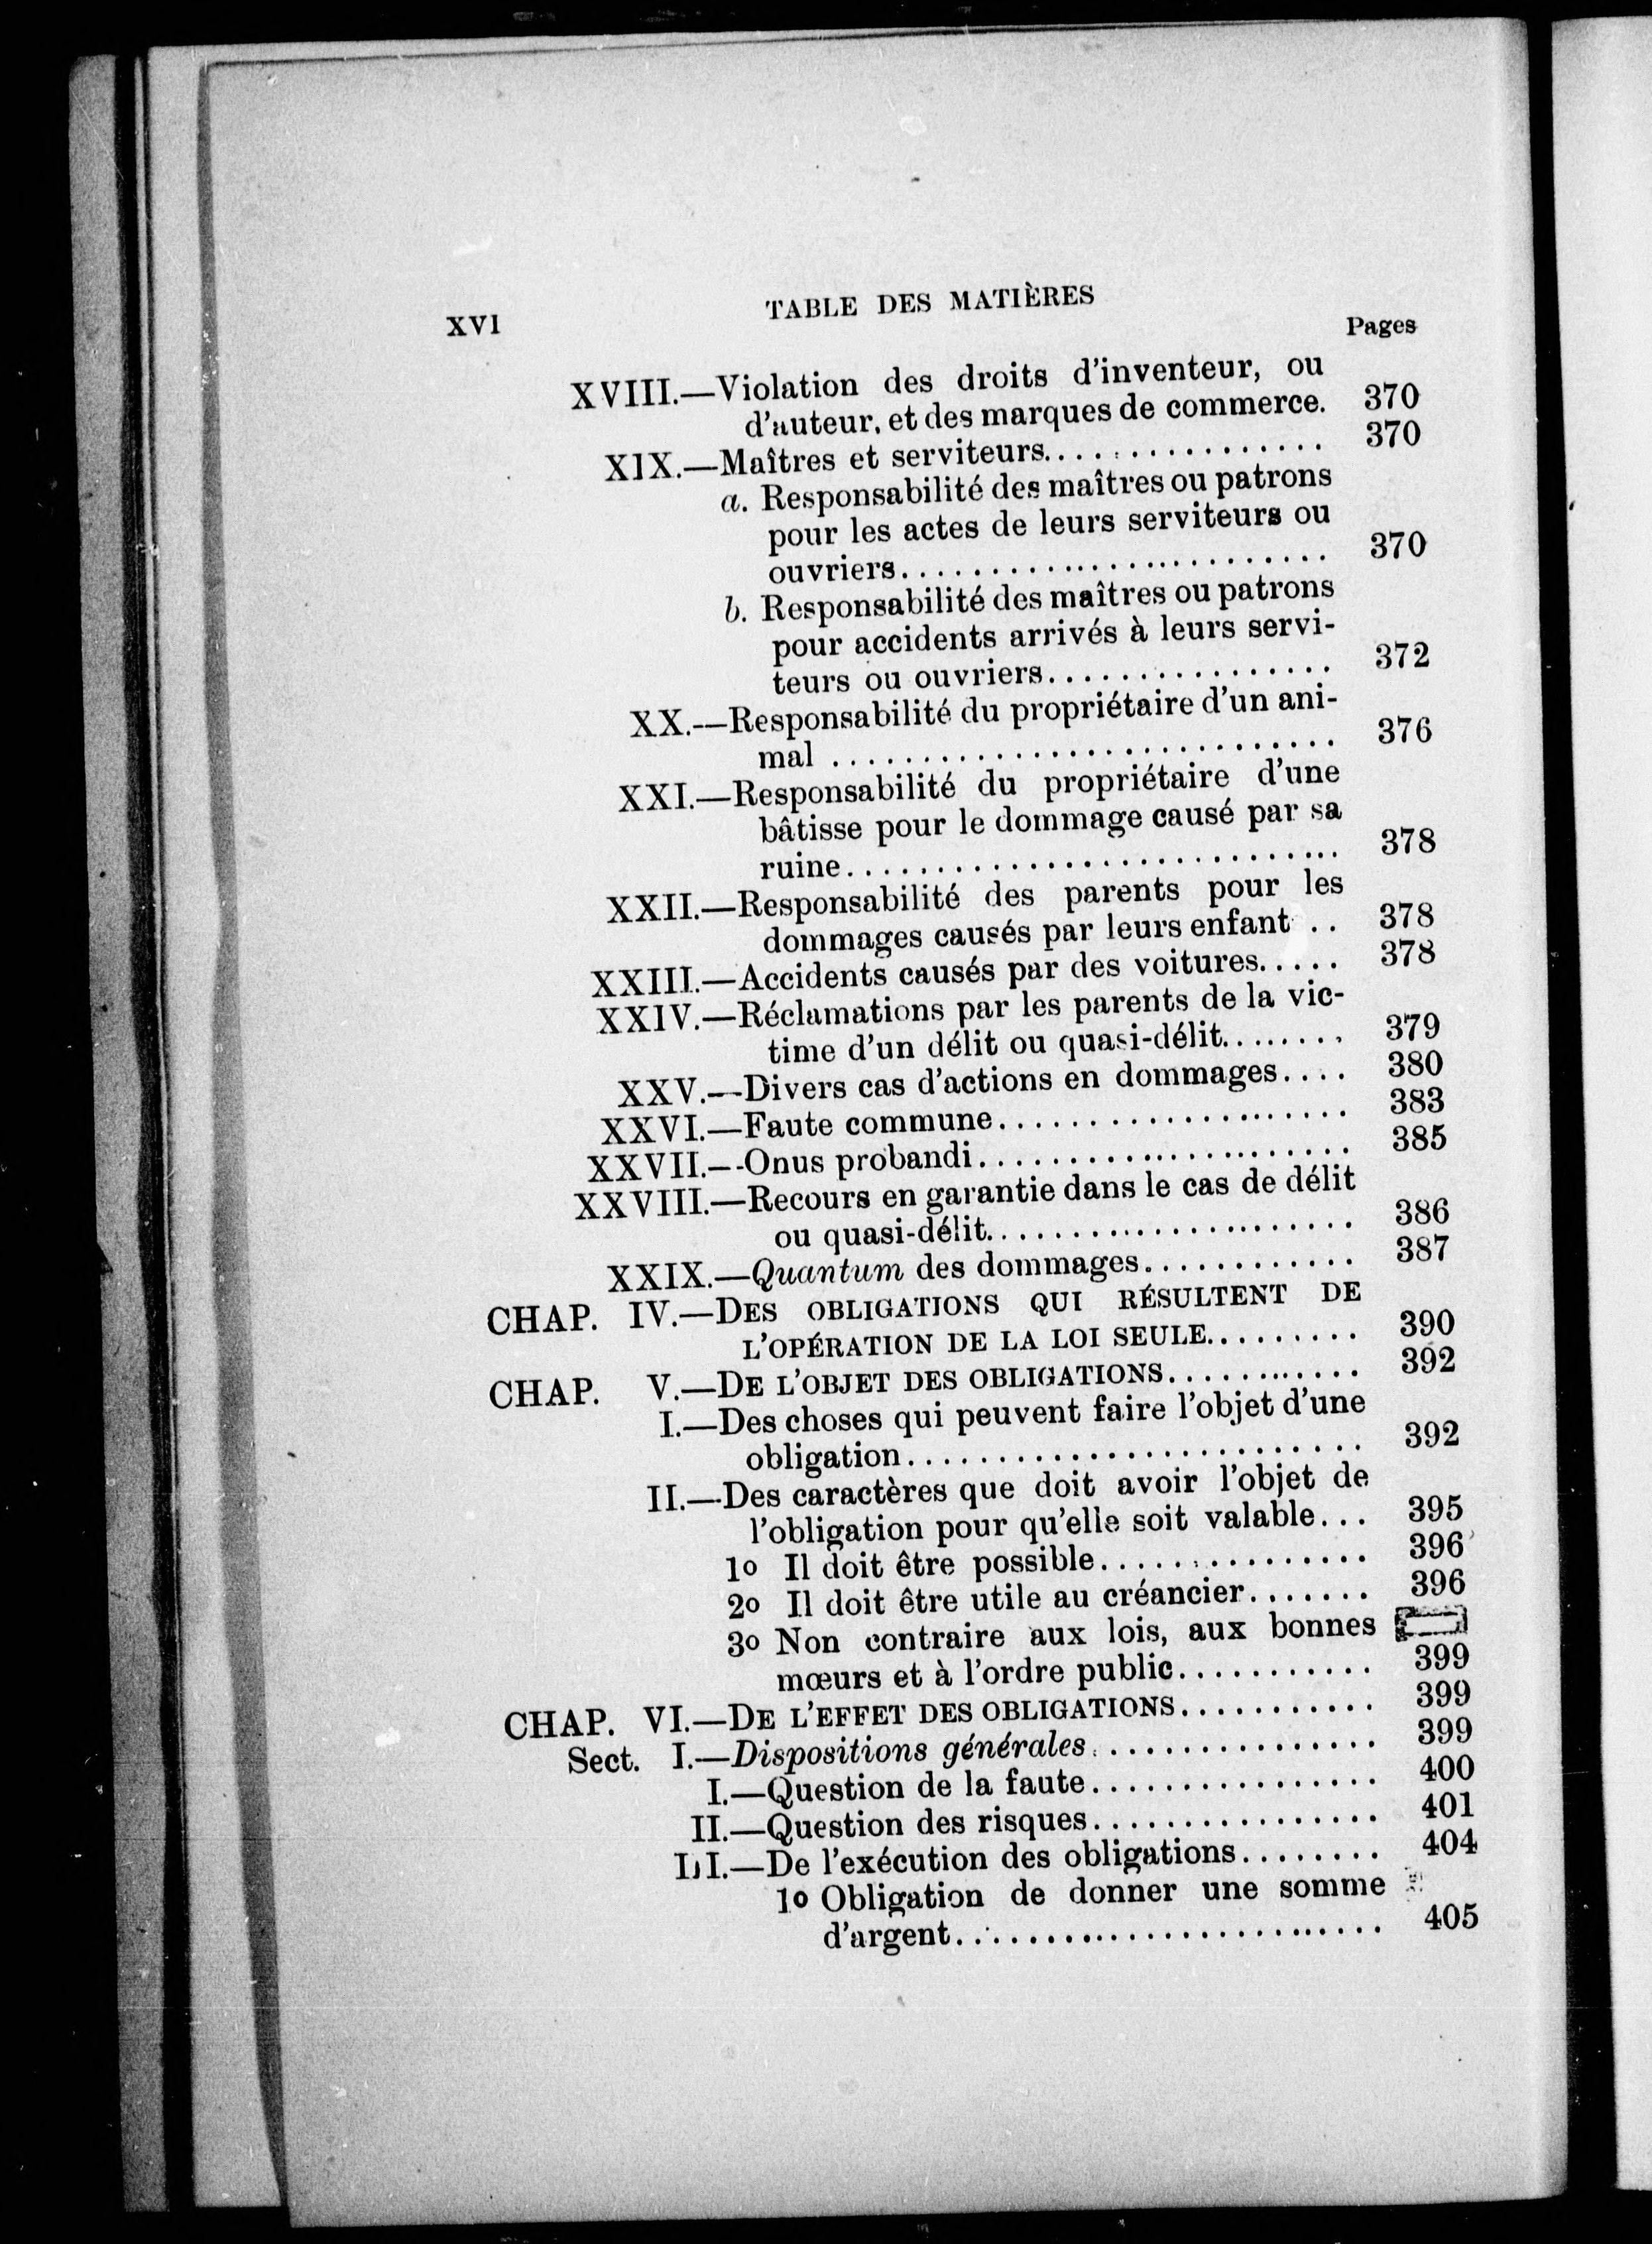 XVI
TABLE DES MATIÈRES
Pages
XVIII.—Violation des droits d'inventeur, ou
d'auteur, et des marques de commerce. 370
XIX.—Maîtres et serviteurs................ 370
a. Responsabilité des maîtres ou patrons
pour les actes de leurs serviteurs ou
ouvriers........................ 370
b. Responsabilité des maîtres ou patrons
pour accidents arrivés à leurs servi-
teurs ou ouvriers................ 372
XX.—Responsabilité du propriétaire d'un ani-
mal ............................ 376
XXI.—Responsabilité du propriétaire d'une
bâtisse pour le dommage causé par sa
ruine........................... 378
XXII.—Responsabilité des parents pour les
dommages causés par leurs enfant .. 378
XXIII.—Accidents causés par des voitures..... 378
XXIV.—Réclamations par les parents de la vic-
time d'un délit ou quasi-délit........ 379
XXV.—Divers cas d'actions en dommages.... 380
XXVI.—Faute commune.................... 383
XXVII.—Onus probandi..................... 385
XXVIII.—Recours en garantie dans le cas de délit
ou quasi-délit..................... 386
XXIX.—Quantum des dommages............ 387
CHAP. IV.—DES OBLIGATIONS QUI RÉSULTENT DE
L'OPÉRATION DE LA LOI SEULE......... 390
CHAP. V.—DE L'OBJET DES OBLIGATIONS........... 392
I.—Des choses qui peuvent faire l'objet d'une
obligation......................... 392
II.—Des caractères que doit avoir l'objet de
l'obligation pour qu'elle soit valable... 395
1o Il doit être possible............... 396
2o Il doit être utile au créancier....... 396
3o Non contraire aux lois, aux bonnes
mœurs et à l'ordre public........... 399
CHAP. VI.—DE L'EFFET DES OBLIGATIONS........... 399
Sect. I.—Dispositions générales................ 399
I.—Question de la faute................ 400
II.—Question des risques................ 401
III.—De l'exécution des obligations........ 404
1o Obligation de donner une somme
d'argent........................ 405